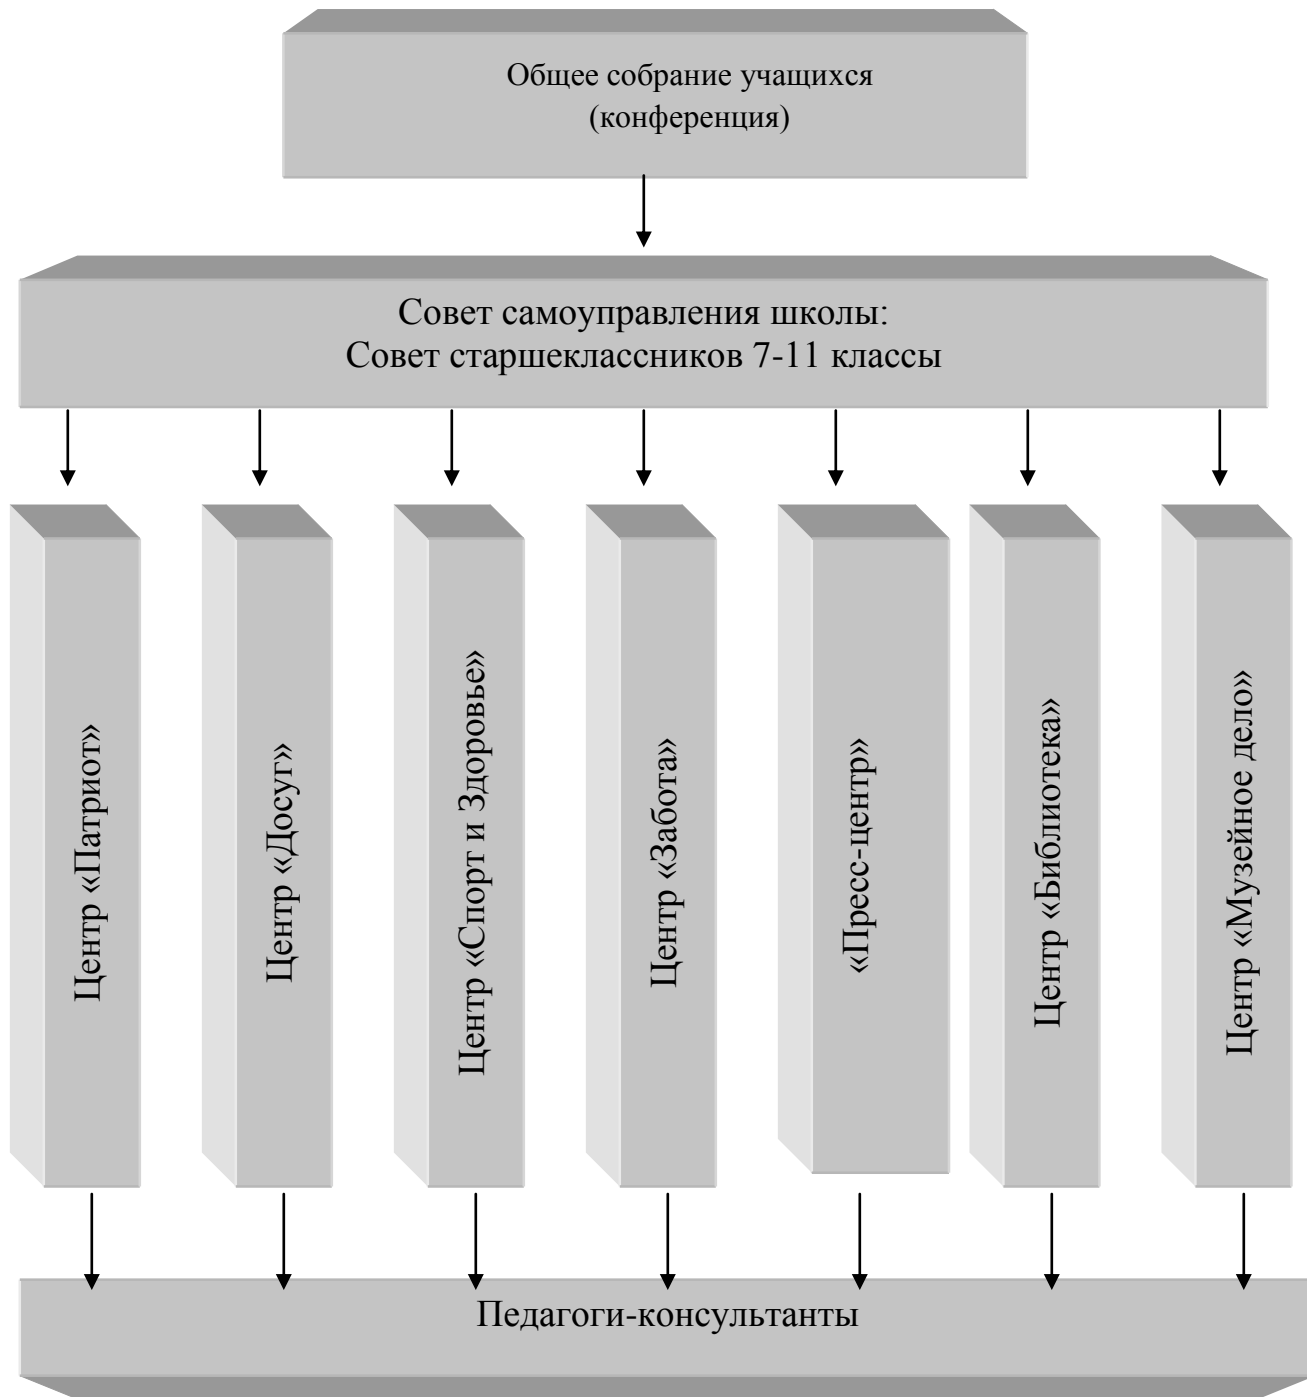 Общее собрание учащихся
(конференция)
Совет самоуправления школы:
Совет старшеклассников 7-11 классы
Центр «Патриот»
Центр «Досуг»
Центр «Спорт и Здоровье»
Центр «Забота»
«Пресс-центр»
Центр «Библиотека»
Центр «Музейное дело»
Педагоги-консультанты